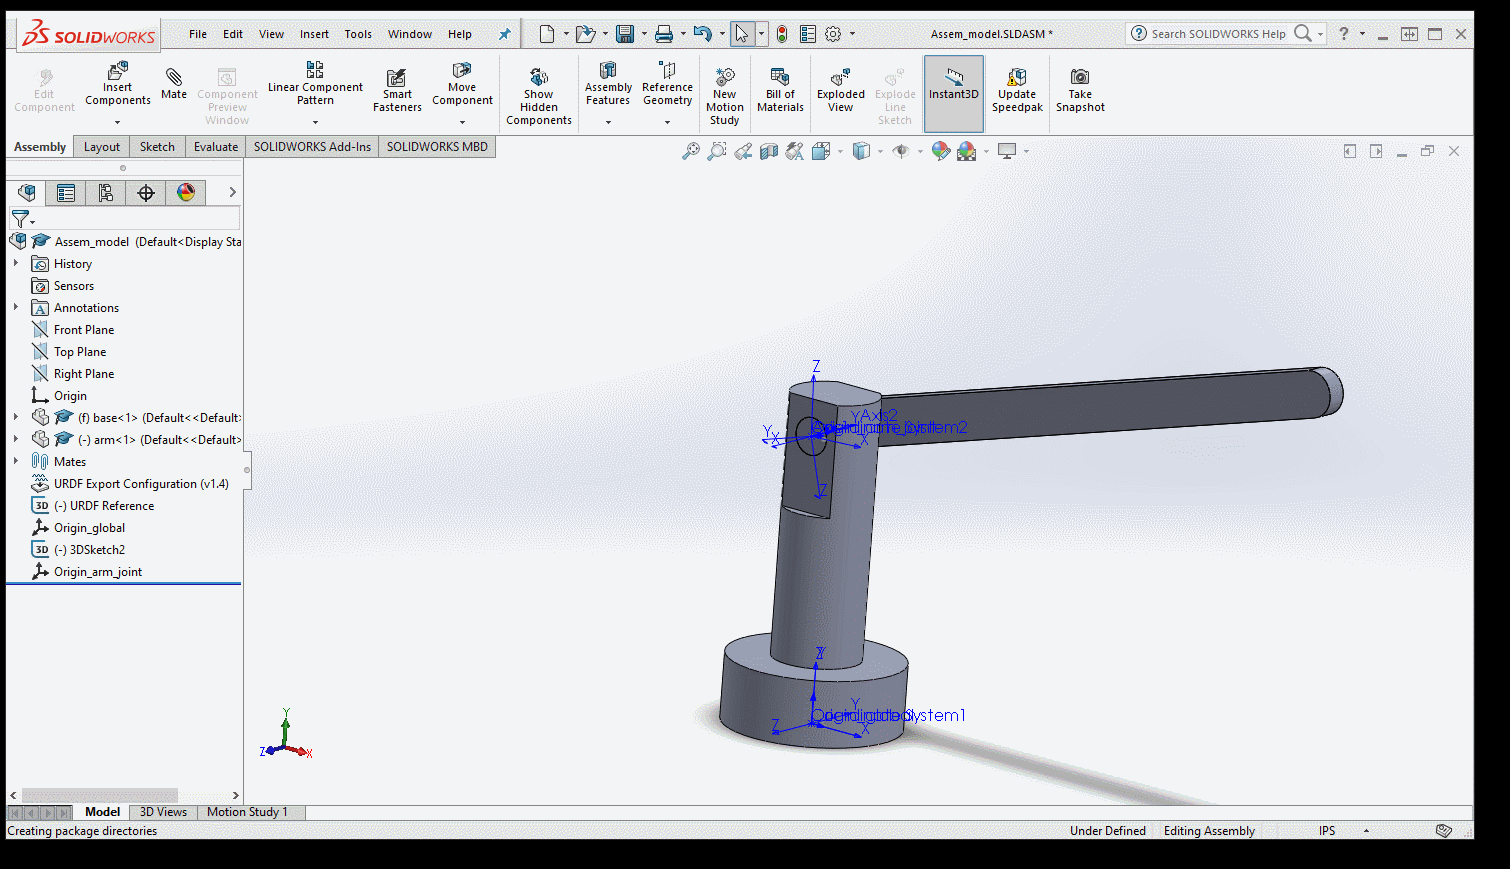 SOLIDWORKS File Edit View Insert Tools Window Help Assem_model.SLDASM * Search SOLIDWORKS Help ?
Edit Component
Insert Components
Mate
Component Preview Window
Linear Component Pattern
Smart Fasteners
Move Component
Show Hidden Components
Assembly Features
Reference Geometry
New Motion Study
Bill of Materials
Exploded View
Explode Line Sketch
Instant3D
Update Speedpak
Take Snapshot
Assembly Layout Sketch Evaluate SOLIDWORKS Add-Ins SOLIDWORKS MBD
Assem_model (Default<Display Sta
History
Sensors
A Annotations
Front Plane
Top Plane
Right Plane
Origin
(f) base<1> (Default<<Default:
(-) arm<1> (Default<<Default>
Mates
URDF Export Configuration (v1.4)
3D (-) URDF Reference
Origin_global
3D (-) 3DSketch2
Origin_arm_joint
Z
Y
X
X
Z
Z
Y
Z
X
Y
Z
X
Model 3D Views Motion Study 1
Creating package directories Under Defined Editing Assembly IPS